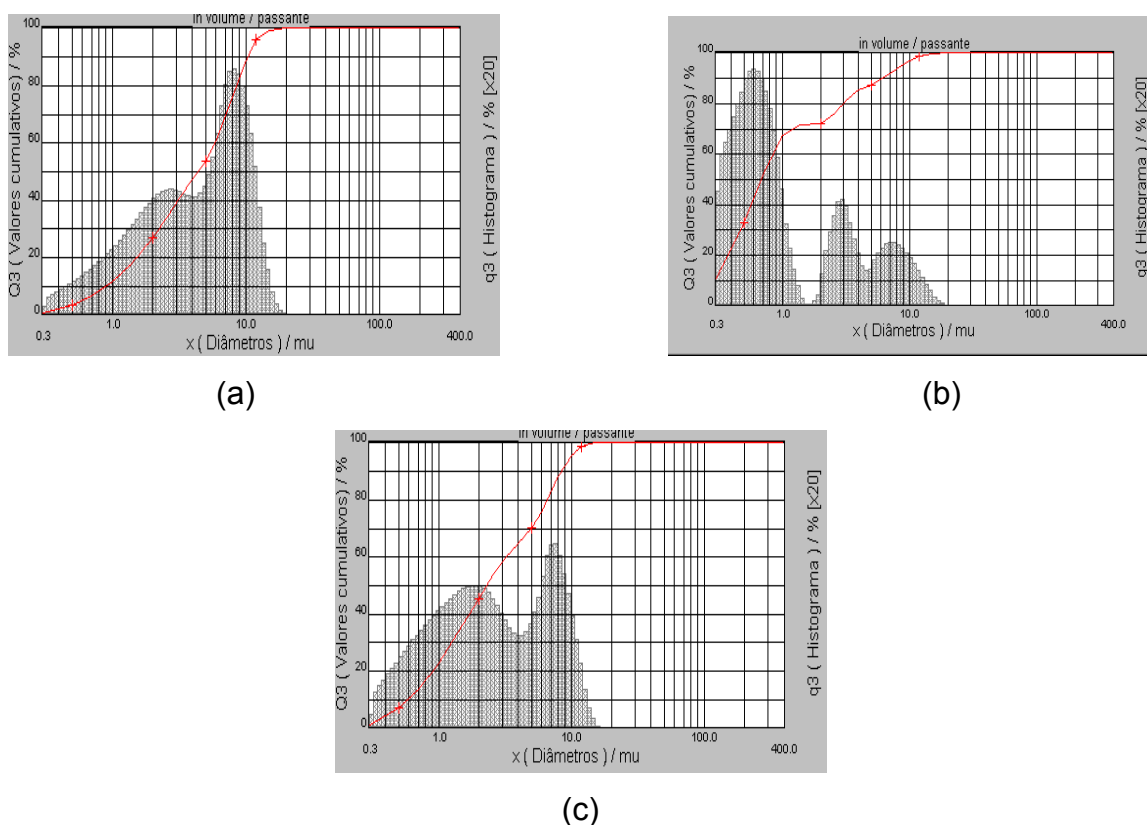 in volume / passante
100
80
60
40
20
0
Q3 ( Valores cumulativos) / %
q3 ( Histograma ) / % [x20]
0.3
1.0
10.0
100.0
400.0
x ( Diâmetros ) / mu
(a)
in volume / passante
100
80
60
40
20
0
Q3 ( Valores cumulativos) / %
q3 ( Histograma ) / % [x20]
0.3
1.0
10.0
100.0
400.0
x ( Diâmetros ) / mu
(b)
in volume / passante
100
80
60
40
20
0
Q3 ( Valores cumulativos) / %
q3 ( Histograma ) / % [x20]
0.3
1.0
10.0
100.0
400.0
x ( Diâmetros ) / mu
(c)